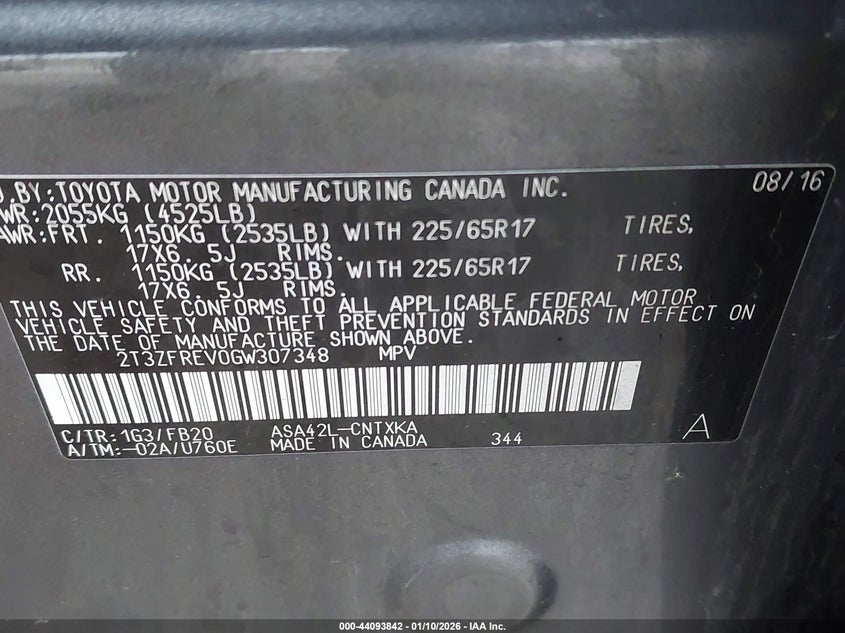 D BY: TOYOTA MOTOR MANUFACTURING CANADA INC. 08/16
WR: 2055KG (4525LB)
AWR: FRT. 1150KG (2535LB) WITH 225/65R17 TIRES,
17X6.5J RIMS.
RR. 1150KG (2535LB) WITH 225/65R17 TIRES,
17X6.5J RIMS.
THIS VEHICLE CONFORMS TO ALL APPLICABLE FEDERAL MOTOR
VEHICLE SAFETY AND THEFT PREVENTION STANDARDS IN EFFECT ON
THE DATE OF MANUFACTURE SHOWN ABOVE.
2T3ZFREV0GW307348 MPV
C/TR: 1G3/FB20 ASA42L-CNTXKA
A/TM: -02A/U760E MADE IN CANADA 344 A
000-44093842 - 01/10/2026 - IAA Inc.